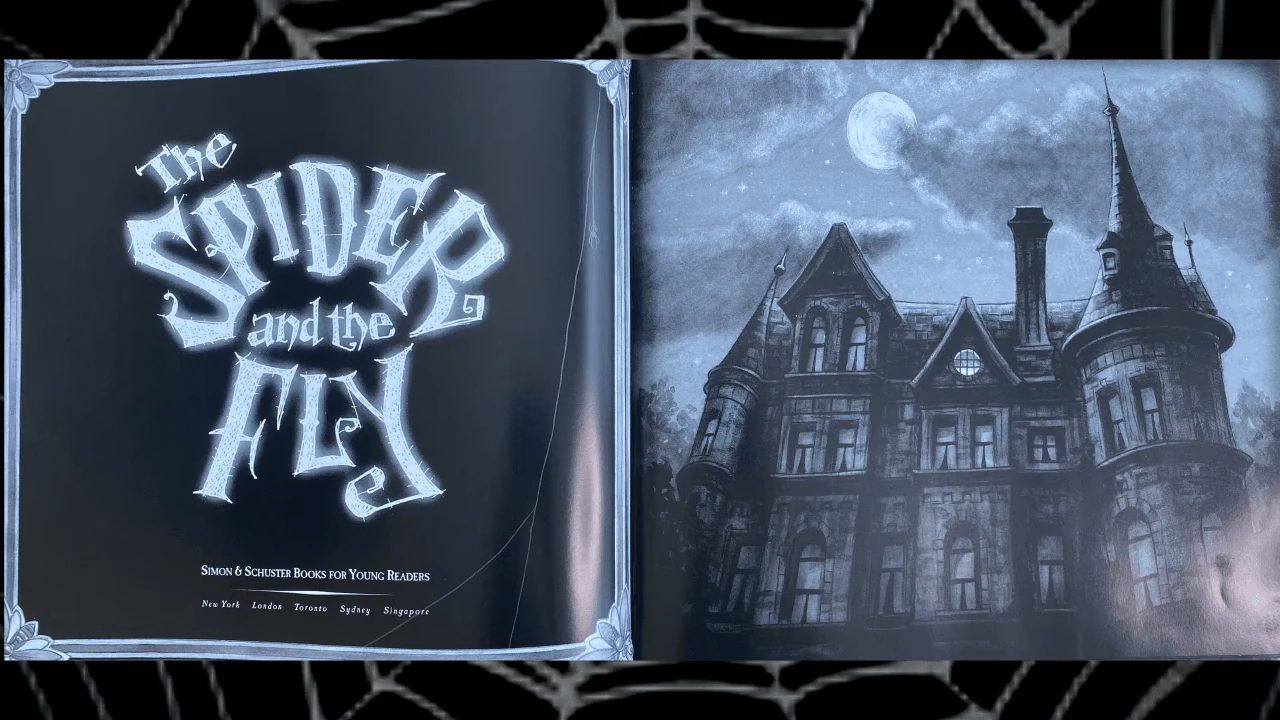 The
SPIDER
and the
FLY
SIMON & SCHUSTER BOOKS FOR YOUNG READERS
New York London Toronto Sydney Singapore